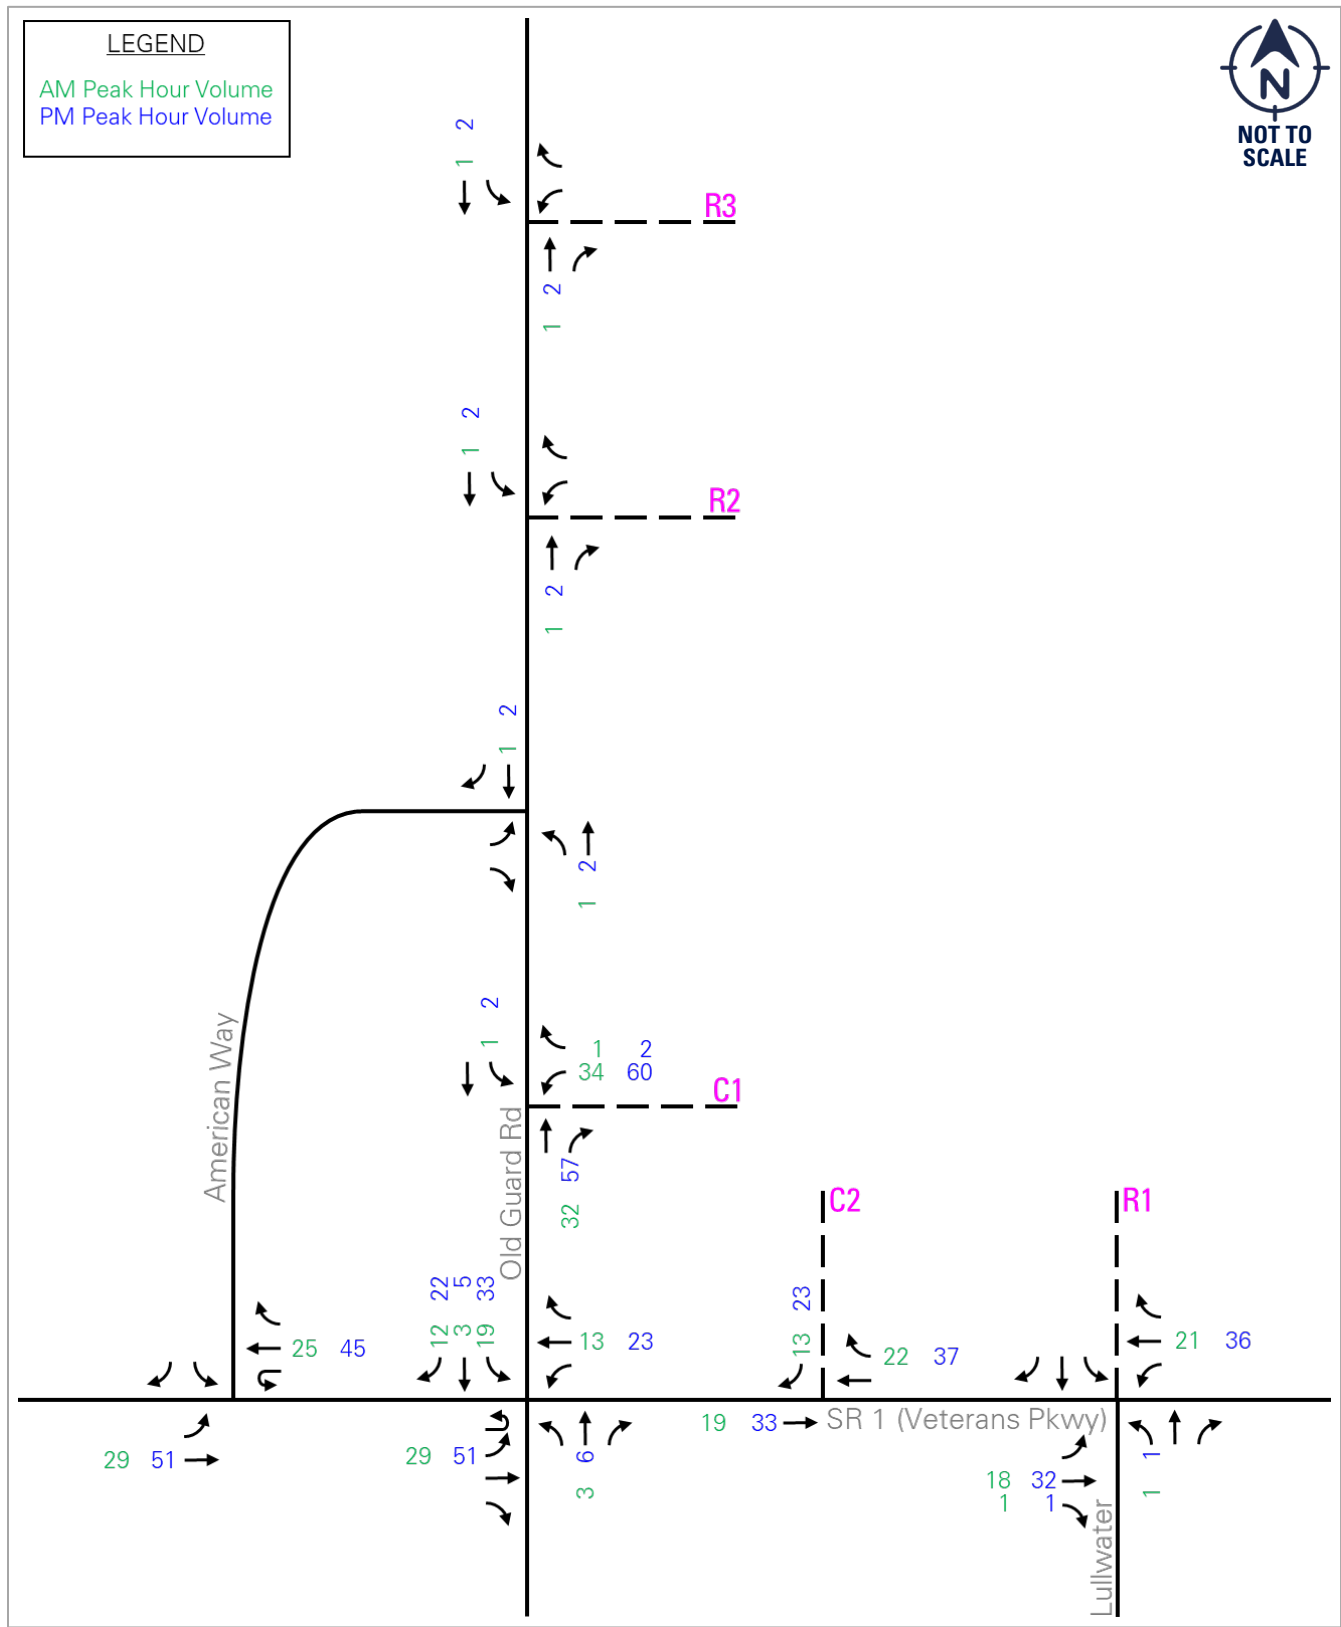 LEGEND
AM Peak Hour Volume
PM Peak Hour Volume
N
NOT TO
SCALE
1 2
R3
1 2
1 2
R2
1 2
1 2
1 2
1 2
1 2
34 60
C1
32 57
American Way
Old Guard Rd
C2
R1
12 22
3 5
19 33
25 45
13 23
13 23
22 37
21 36
29 51
29 51
3 6
19 33
SR 1 (Veterans Pkwy)
18 32
1 1
1 1
Lullwater